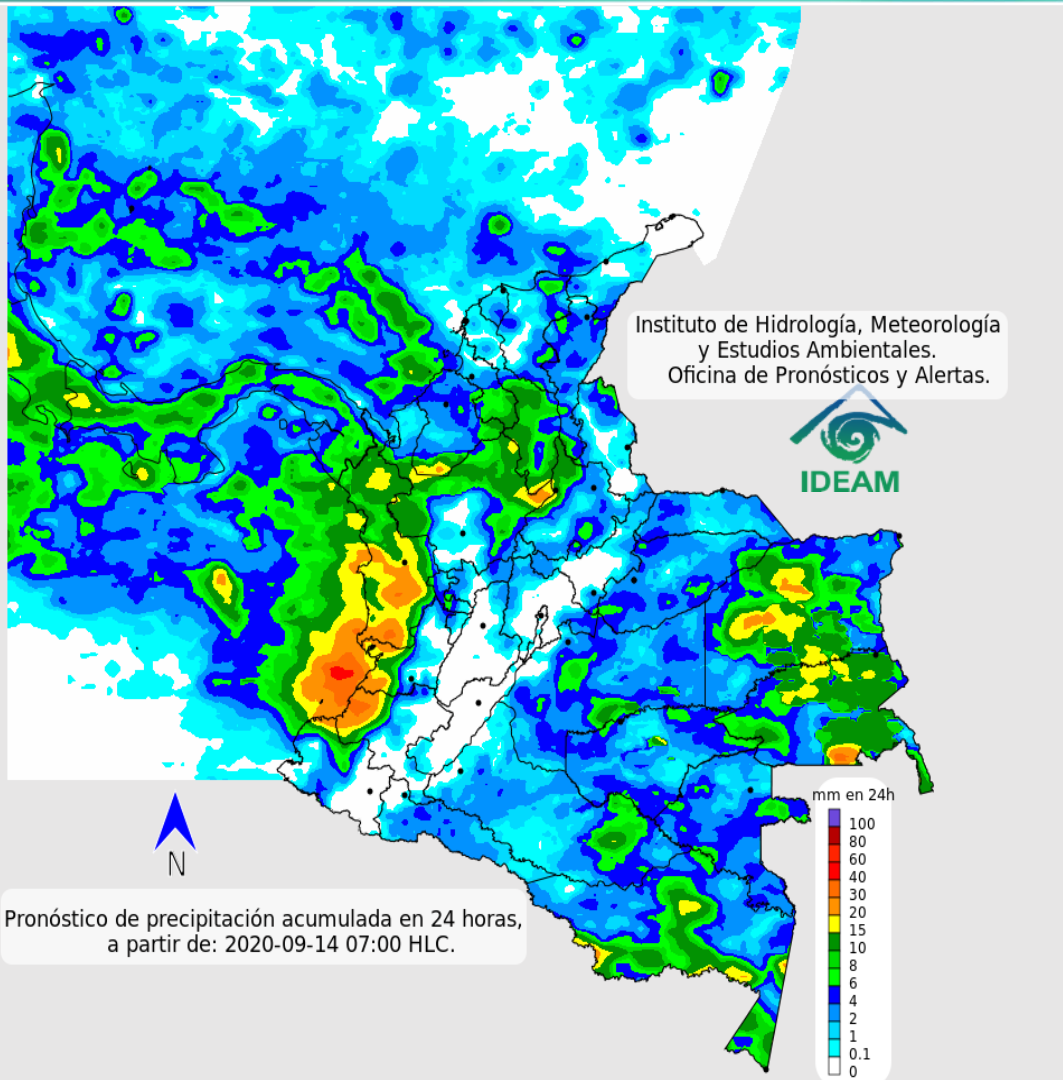 Instituto de Hidrología, Meteorología
y Estudios Ambientales.
Oficina de Pronósticos y Alertas.
IDEAM
N
Pronóstico de precipitación acumulada en 24 horas,
a partir de: 2020-09-14 07:00 HLC.
mm en 24h
100
80
60
40
30
20
15
10
8
6
4
2
1
0.1
0